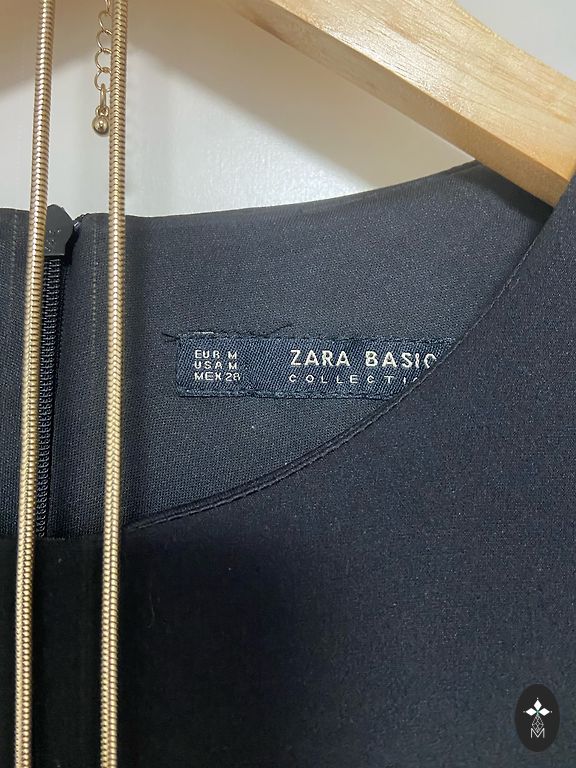 EUR M
USA M
MEX 28
ZARA BASIC
COLLECTI
M